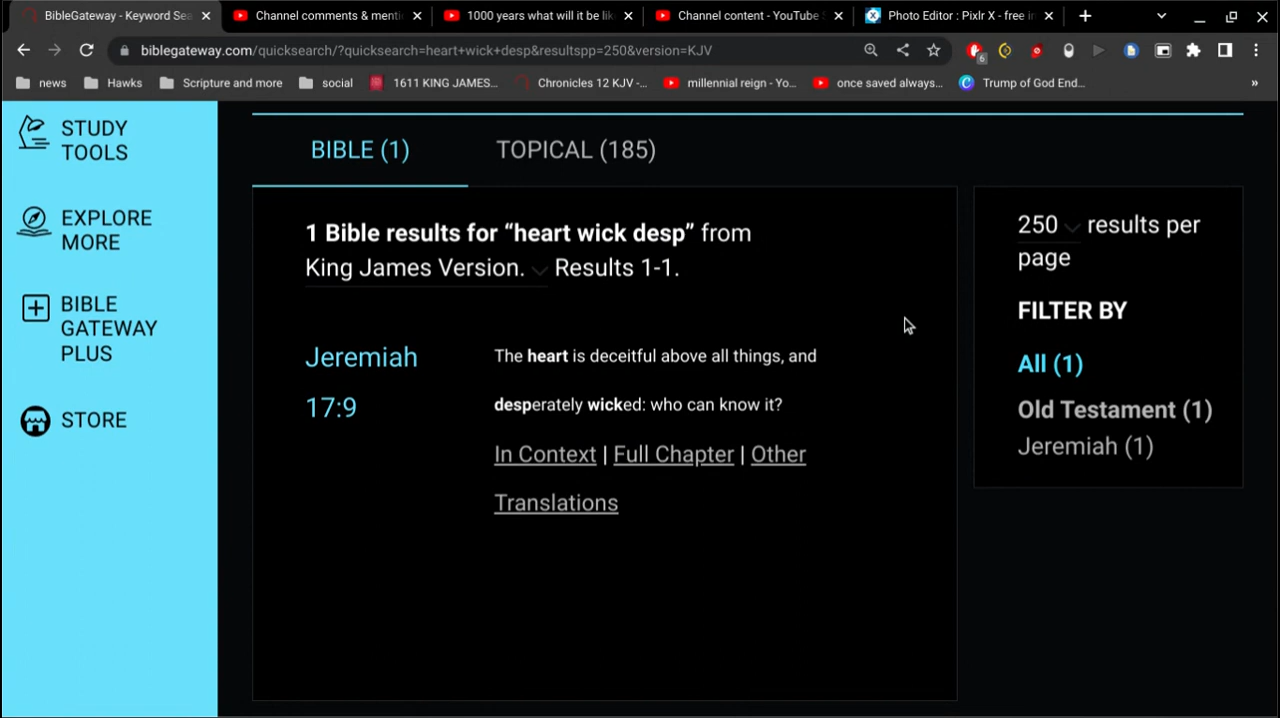 BibleGateway - Keyword Sea
Channel comments & menti
1000 years what will it be lik
Channel content - YouTube
Photo Editor : Pixlr X - free i
biblegateway.com/quicksearch/?quicksearch=heart+wick+desp&resultspp=250&version=KJV
6
news
Hawks
Scripture and more
social
1611 KING JAMES...
Chronicles 12 KJV -...
millennial reign - Yo...
once saved always...
Trump of God End...
»
STUDY
TOOLS
EXPLORE
MORE
BIBLE
GATEWAY
PLUS
STORE
BIBLE (1)
TOPICAL (185)
1 Bible results for “heart wick desp” from
King James Version. Results 1-1.
Jeremiah
17:9
The heart is deceitful above all things, and
desperately wicked: who can know it?
In Context | Full Chapter | Other
Translations
250 results per
page
FILTER BY
All (1)
Old Testament (1)
Jeremiah (1)